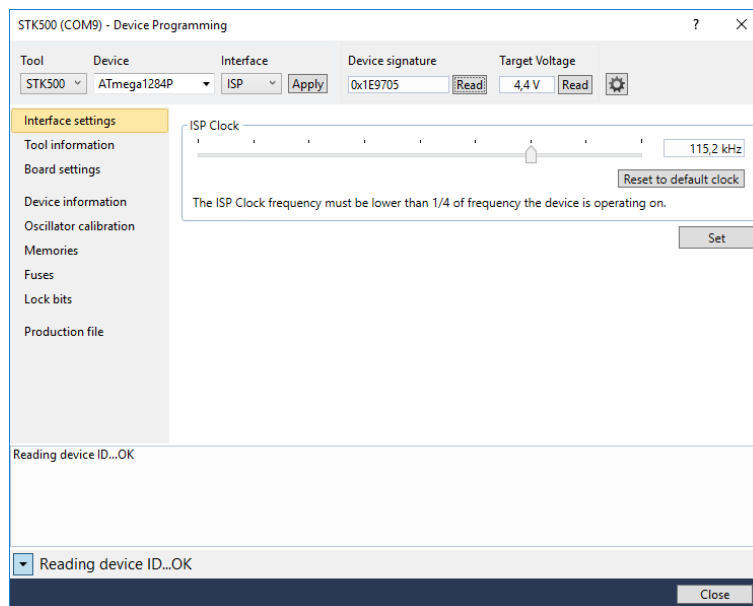 STK500 (COM9) - Device Programming ? ×
Tool Device Interface Device signature Target Voltage
STK500 ATmega1284P ISP Apply 0x1E9705 Read 4,4 V Read
Interface settings
Tool information
Board settings
Device information
Oscillator calibration
Memories
Fuses
Lock bits
Production file
ISP Clock
115,2 kHz
Reset to default clock
The ISP Clock frequency must be lower than 1/4 of frequency the device is operating on.
Set
Reading device ID...OK
Reading device ID...OK
Close